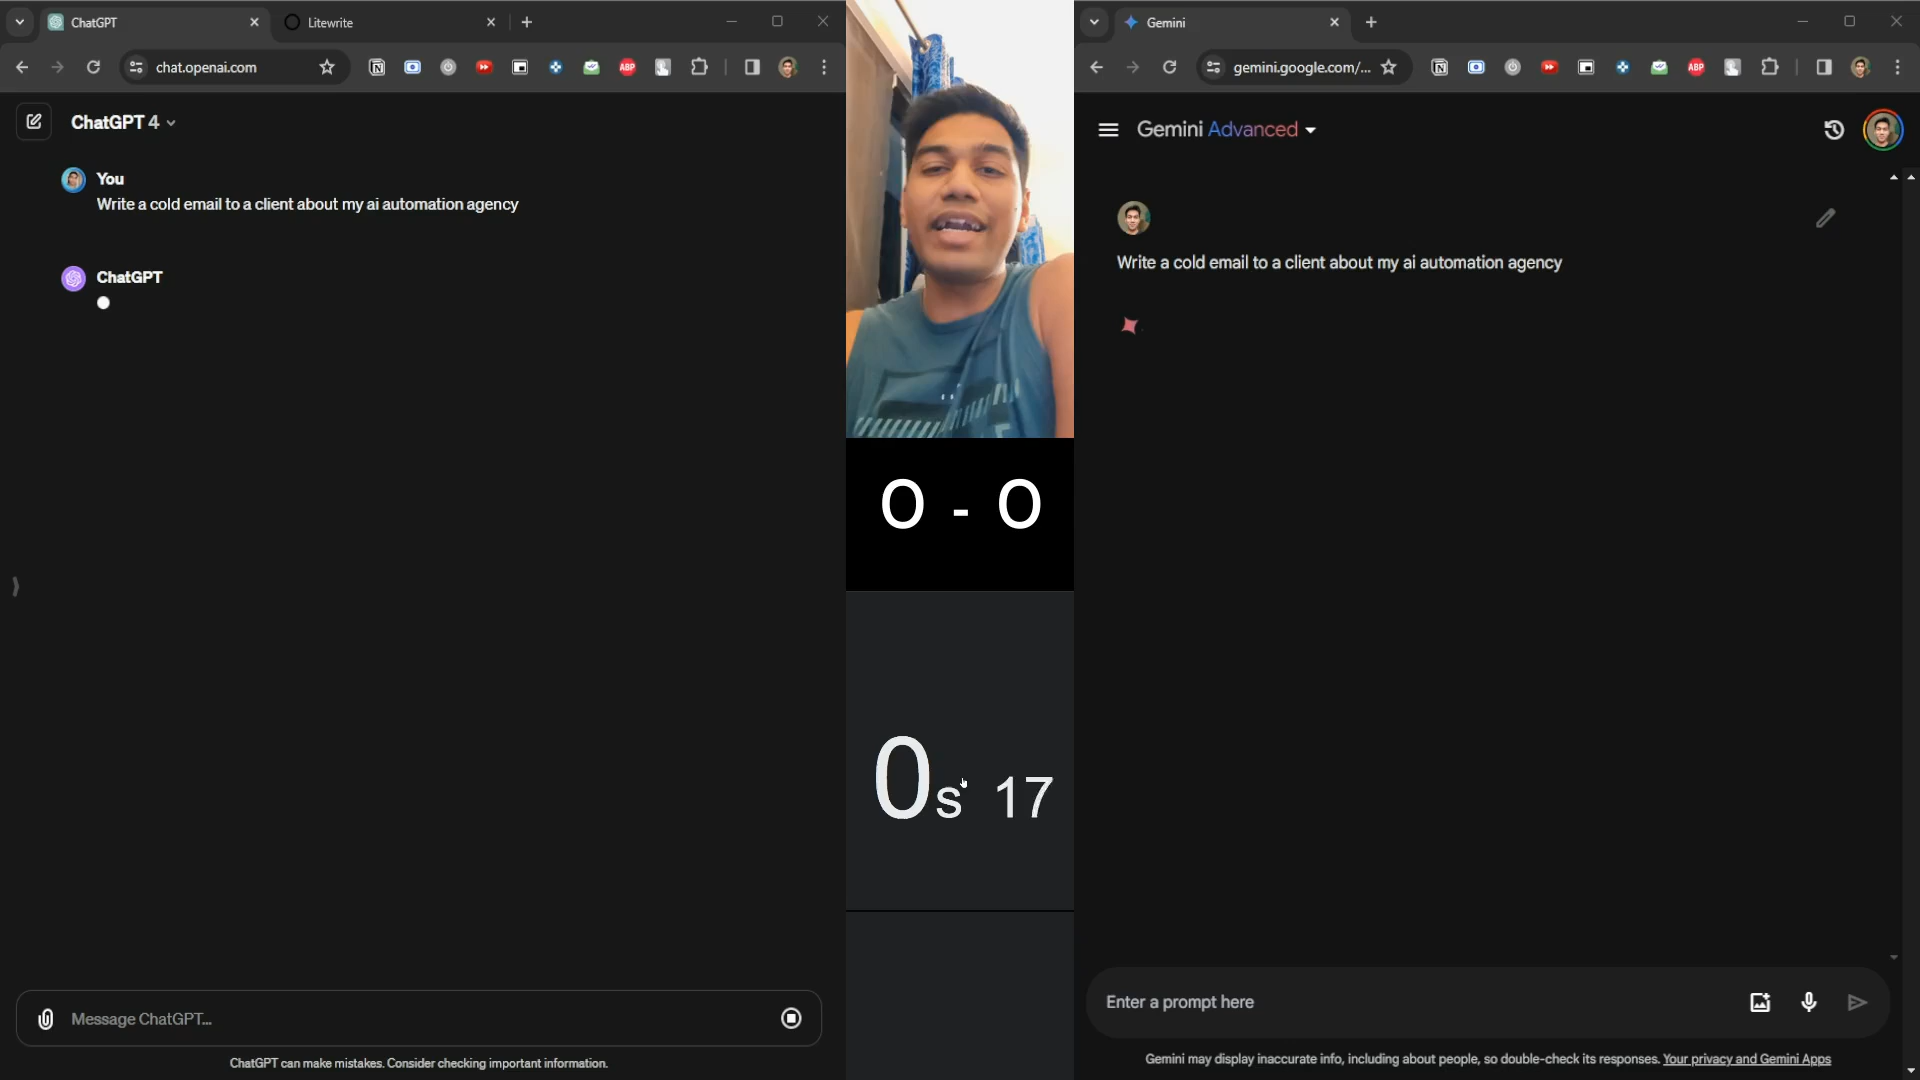 ChatGPT
Litewrite
chat.openai.com
ABP
ChatGPT 4
You
Write a cold email to a client about my ai automation agency
ChatGPT
Message ChatGPT...
ChatGPT can make mistakes. Consider checking important information.
0 - 0
0s 17
Gemini
gemini.google.com/...
ABP
Gemini Advanced
Write a cold email to a client about my ai automation agency
Enter a prompt here
Gemini may display inaccurate info, including about people, so double-check its responses. Your privacy and Gemini Apps